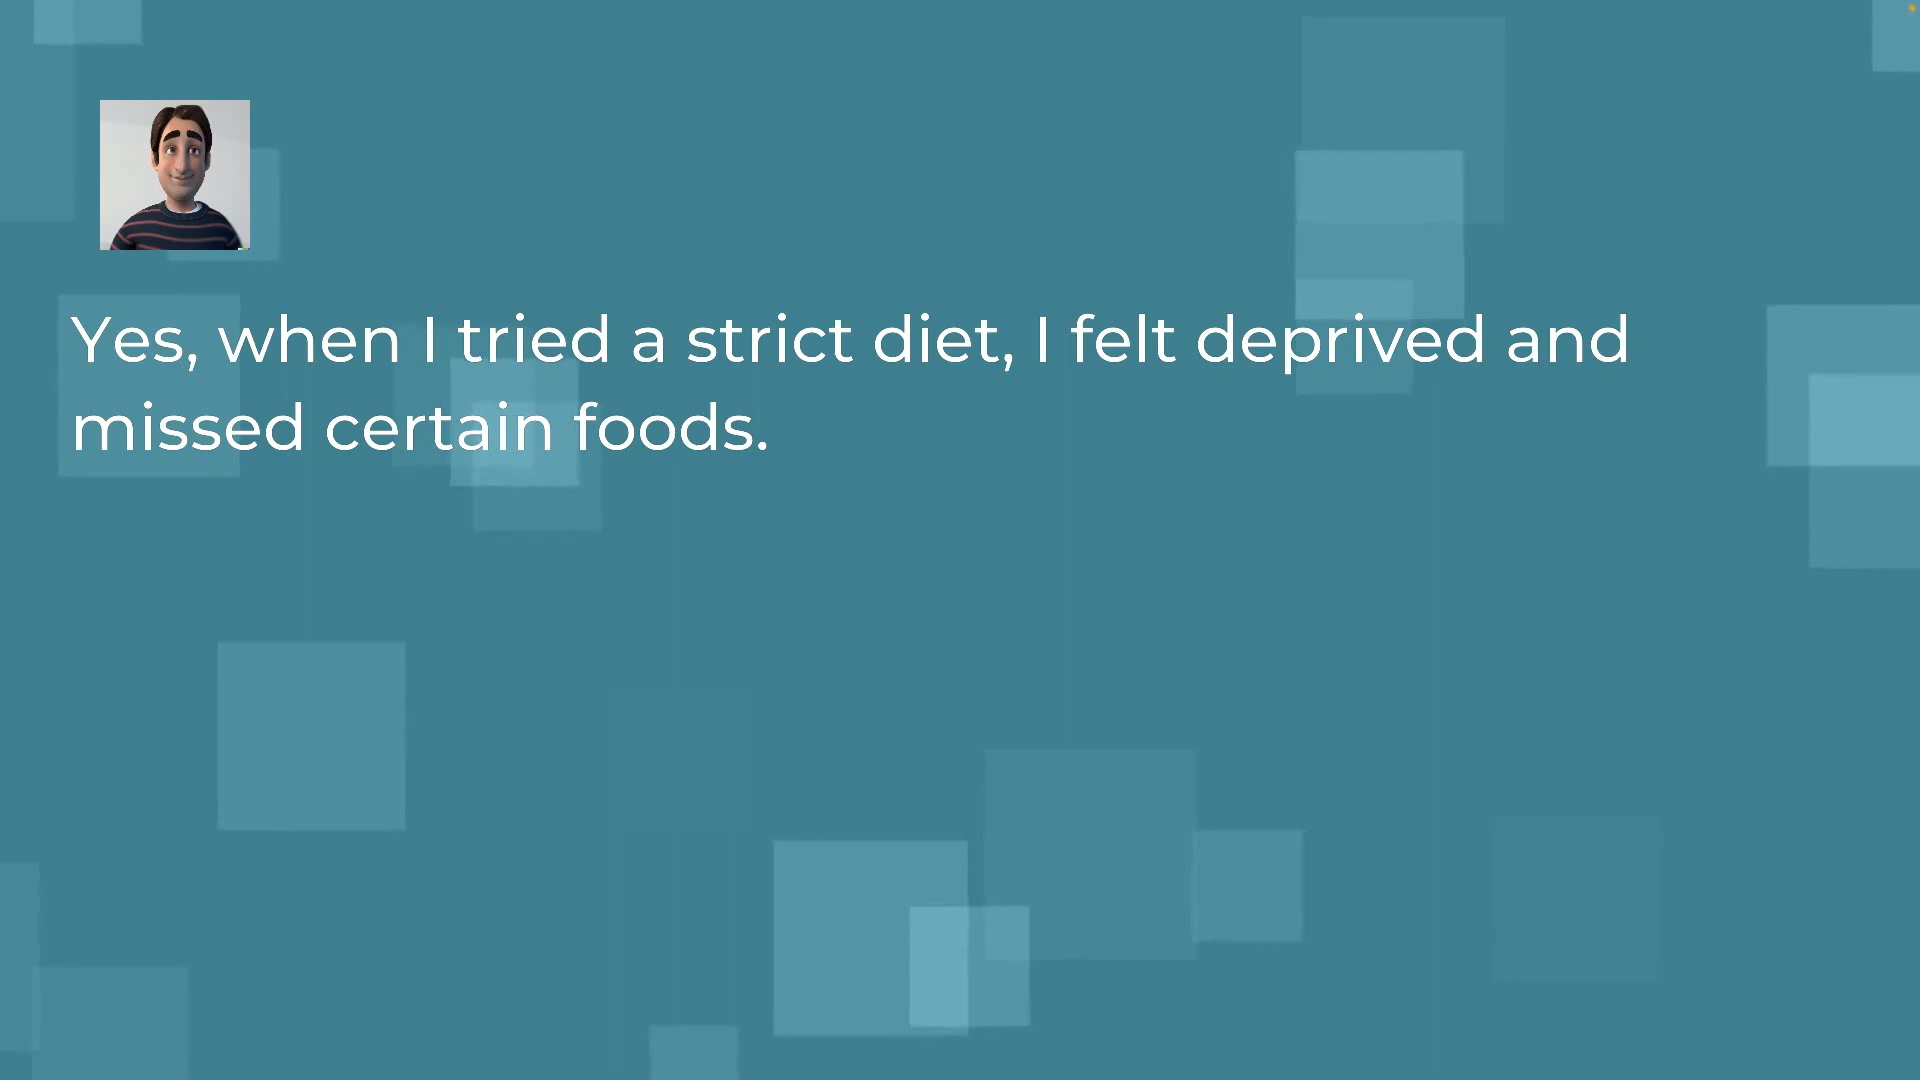 Yes, when I tried a strict diet, I felt deprived and
missed certain foods.